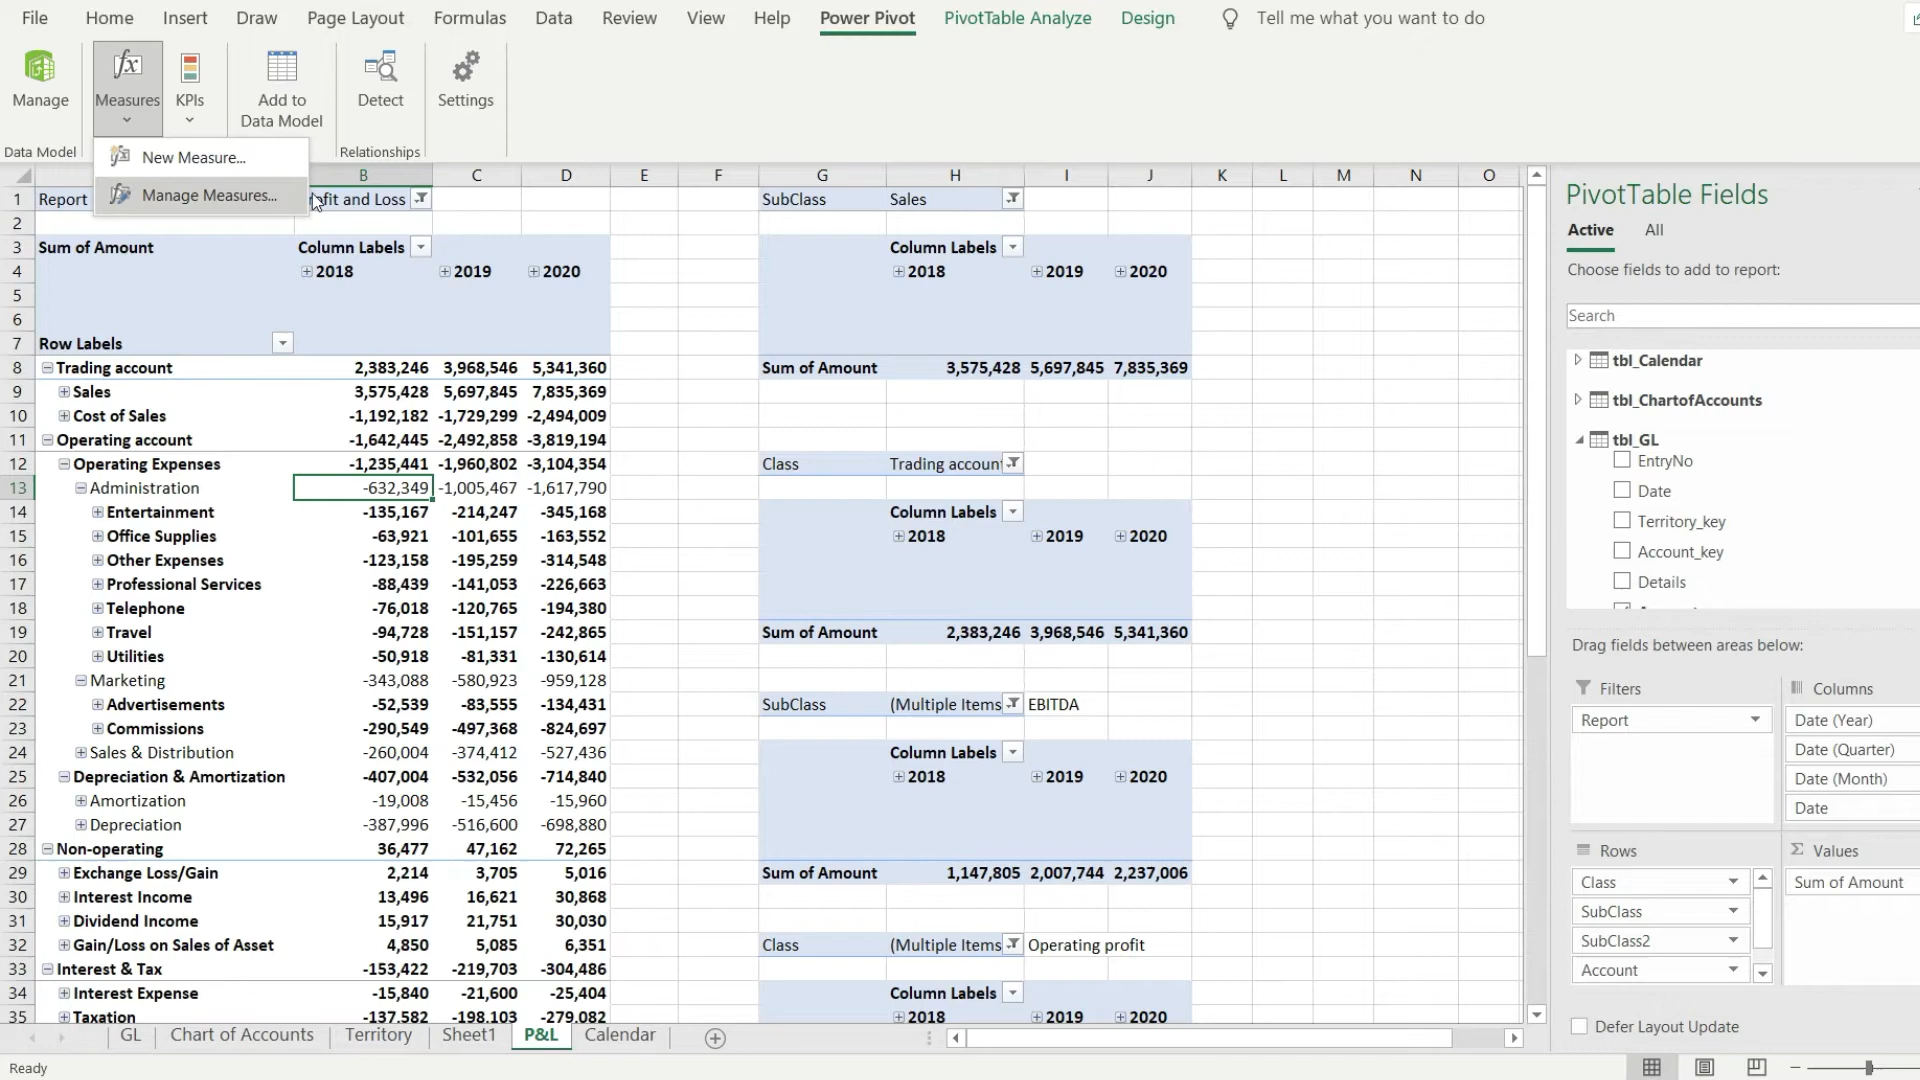 File Home Insert Draw Page Layout Formulas Data Review View Help Power Pivot PivotTable Analyze Design Tell me what you want to do
fx
Manage Measures KPIs Add to Data Model Detect Settings
Data Model Relationships
New Measure...
Manage Measures...
A B C D E F G H I J K L M N O
1 Report fit and Loss SubClass Sales
2
3 Sum of Amount Column Labels Column Labels
4 2018 2019 2020 2018 2019 2020
5
6
7 Row Labels
8 Trading account 2,383,246 3,968,546 5,341,360 Sum of Amount 3,575,428 5,697,845 7,835,369
9 Sales 3,575,428 5,697,845 7,835,369
10 Cost of Sales -1,192,182 -1,729,299 -2,494,009
11 Operating account -1,642,445 -2,492,858 -3,819,194
12 Operating Expenses -1,235,441 -1,960,802 -3,104,354 Class Trading account
13 Administration -632,349 -1,005,467 -1,617,790
14 Entertainment -135,167 -214,247 -345,168 Column Labels
15 Office Supplies -63,921 -101,655 -163,552 2018 2019 2020
16 Other Expenses -123,158 -195,259 -314,548
17 Professional Services -88,439 -141,053 -226,663
18 Telephone -76,018 -120,765 -194,380
19 Travel -94,728 -151,157 -242,865 Sum of Amount 2,383,246 3,968,546 5,341,360
20 Utilities -50,918 -81,331 -130,614
21 Marketing -343,088 -580,923 -959,128
22 Advertisements -52,539 -83,555 -134,431 SubClass (Multiple Items EBITDA
23 Commissions -290,549 -497,368 -824,697
24 Sales & Distribution -260,004 -374,412 -527,436 Column Labels
25 Depreciation & Amortization -407,004 -532,056 -714,840 2018 2019 2020
26 Amortization -19,008 -15,456 -15,960
27 Depreciation -387,996 -516,600 -698,880
28 Non-operating 36,477 47,162 72,265
29 Exchange Loss/Gain 2,214 3,705 5,016 Sum of Amount 1,147,805 2,007,744 2,237,006
30 Interest Income 13,496 16,621 30,868
31 Dividend Income 15,917 21,751 30,030
32 Gain/Loss on Sales of Asset 4,850 5,085 6,351 Class (Multiple Items Operating profit
33 Interest & Tax -153,422 -219,703 -304,486
34 Interest Expense -15,840 -21,600 -25,404 Column Labels
35 Taxation -137,582 -198,103 -279,082 2018 2019 2020
GL Chart of Accounts Territory Sheet1 P&L Calendar
Ready
PivotTable Fields
Active All
Choose fields to add to report:
Search
tbl_Calendar
tbl_ChartofAccounts
tbl_GL
EntryNo
Date
Territory_key
Account_key
Details
Drag fields between areas below:
Filters
Report
Columns
Date (Year)
Date (Quarter)
Date (Month)
Date
Rows
Class
SubClass
SubClass2
Account
Σ Values
Sum of Amount
Defer Layout Update